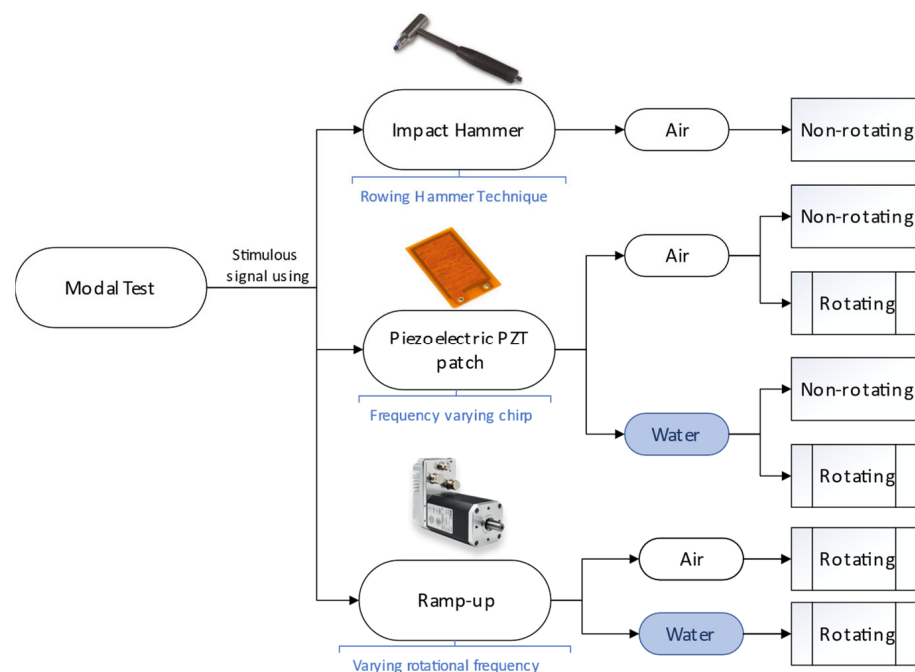 Impact Hammer
Air
Non-rotating
Rowing Hammer Technique
Non-rotating
Stimulous
signal using
Air
Modal Test
Rotating
Piezoelectric PZT
patch
Non-rotating
Frequency varying chirp
Water
Rotating
Air
Rotating
Ramp-up
Water
Rotating
Varying rotational frequency